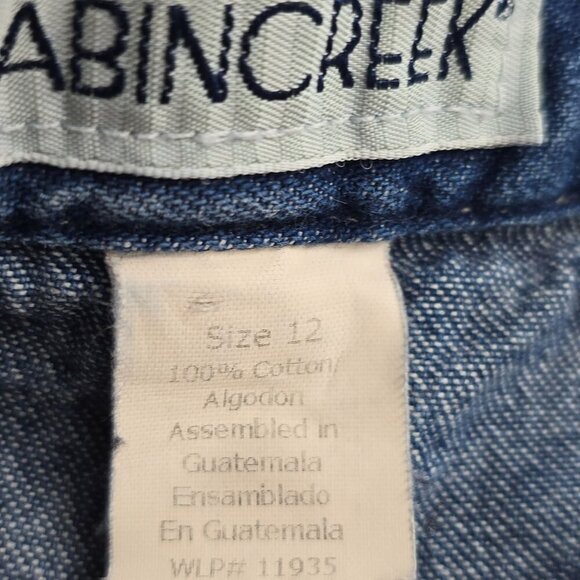 ABINCREEK
Size 12
100% Cotton/
Algodon
Assembled in
Guatemala
Ensamblado
En Guatemala
WLP# 11935